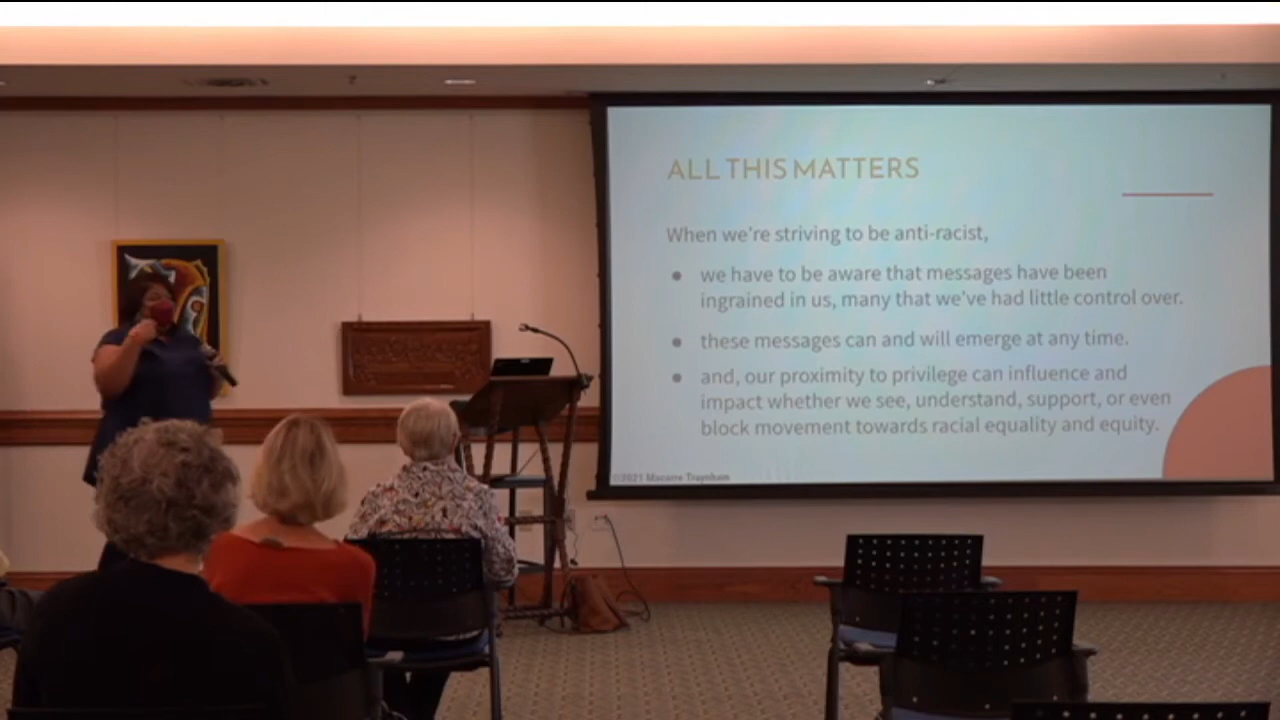 ALL THIS MATTERS
When we're striving to be anti-racist,
● we have to be aware that messages have been
ingrained in us, many that we've had little control over.
● these messages can and will emerge at any time.
● and, our proximity to privilege can influence and
impact whether we see, understand, support, or even
block movement towards racial equality and equity.
©2021 Macarre Traynham